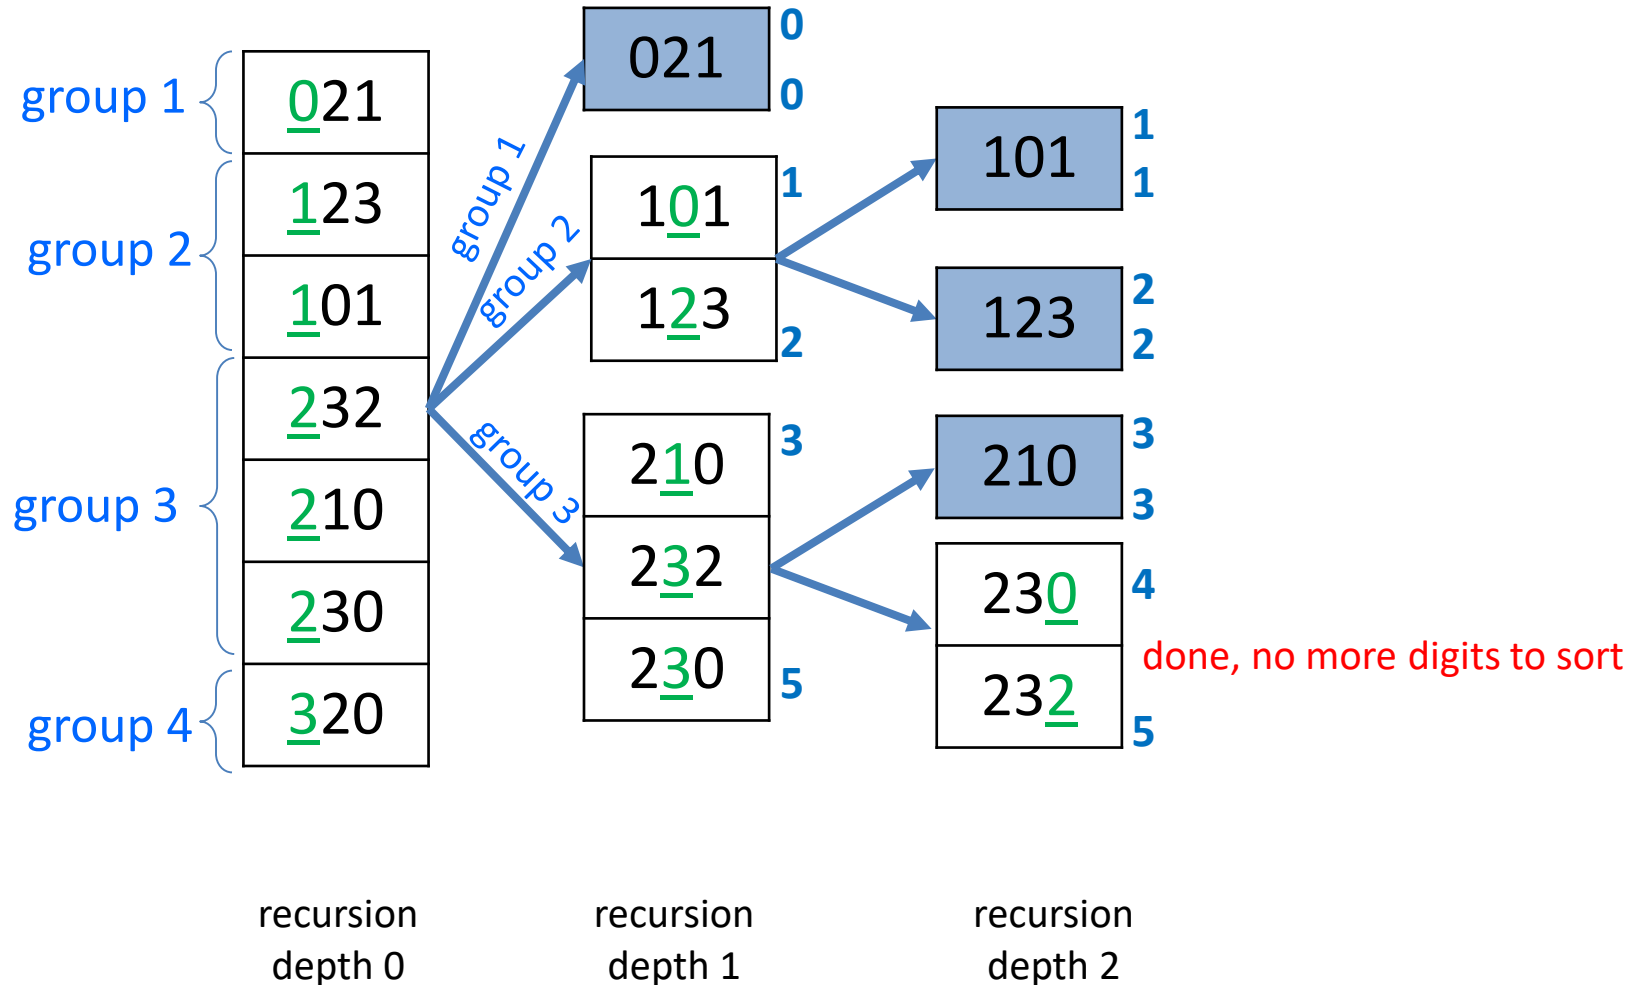 group 1
group 2
group 3
group 4
021
123
101
232
210
230
320
group 1
group 2
group 3
021
0
0
101
123
1
2
210
232
230
3
5
101
1
1
123
2
2
210
3
3
230
232
4
5
done, no more digits to sort
recursion
depth 0
recursion
depth 1
recursion
depth 2